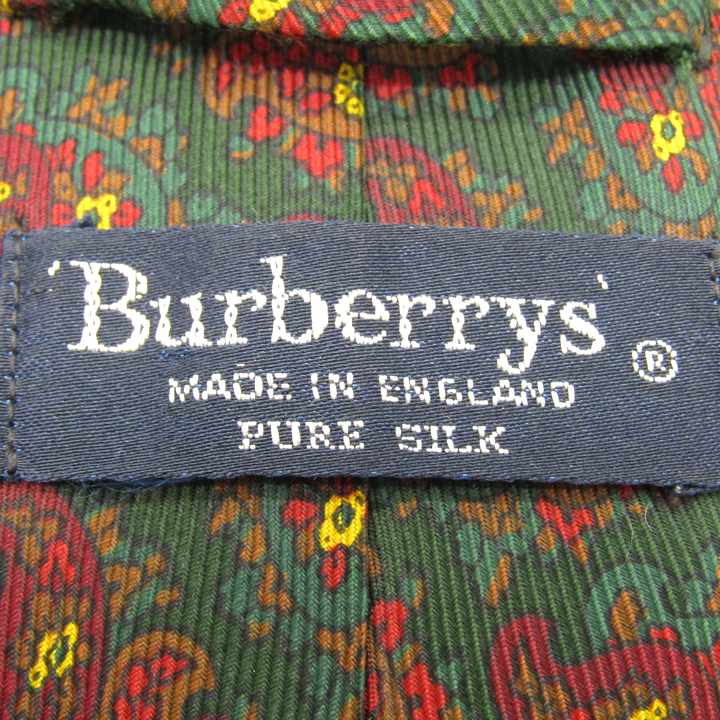 'Burberrys' ®
MADE IN ENGLAND
PURE SILK